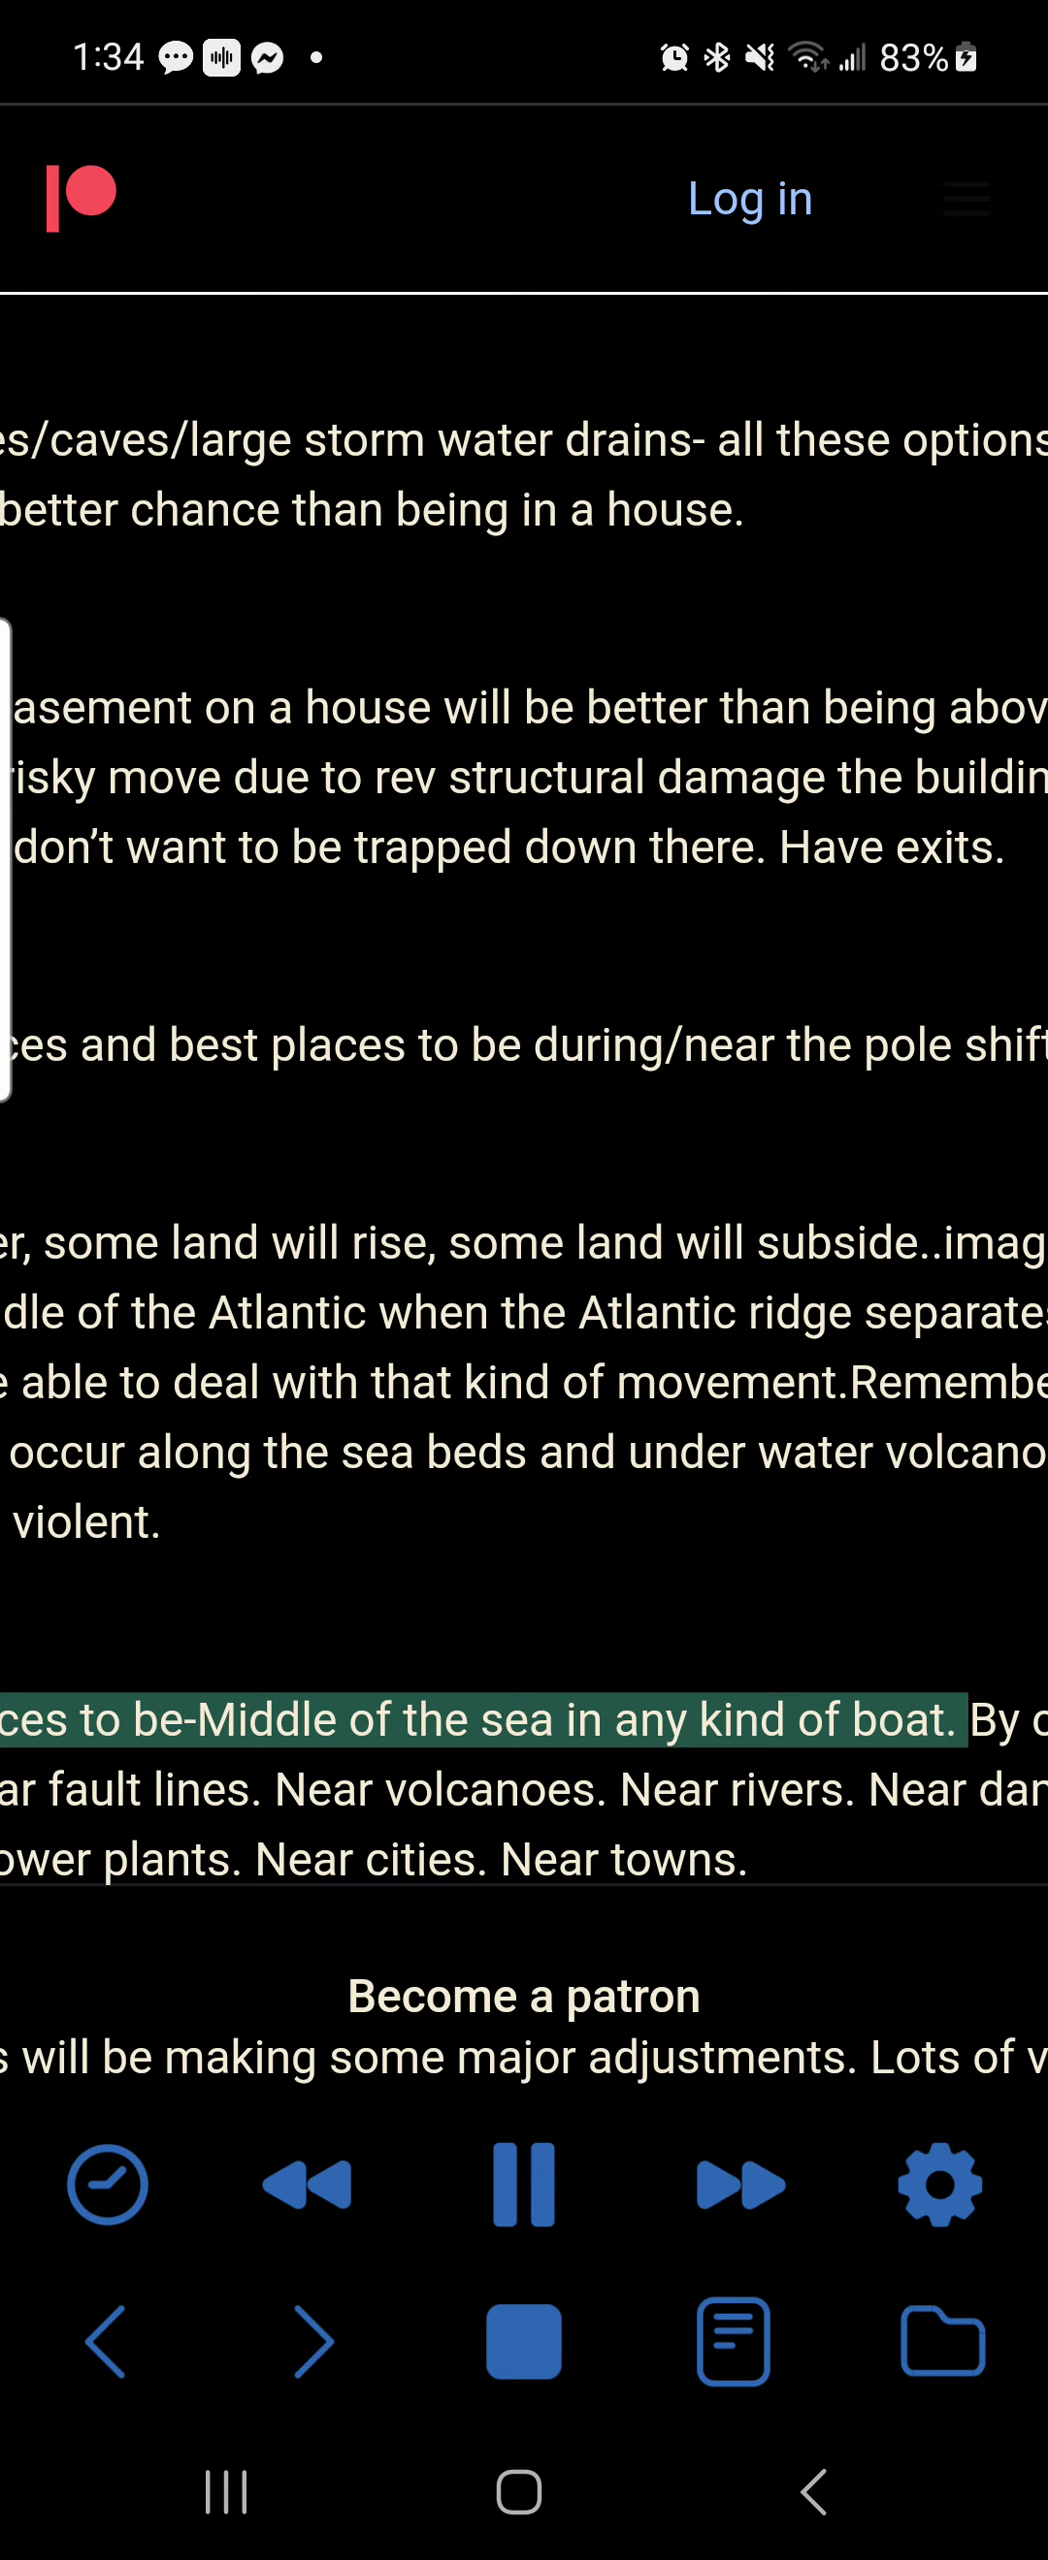 1:34
83%
Log in
es/caves/large storm water drains- all these options
better chance than being in a house.
asement on a house will be better than being abov
risky move due to rev structural damage the buildin
don’t want to be trapped down there. Have exits.
ces and best places to be during/near the pole shift
er, some land will rise, some land will subside..imag
dle of the Atlantic when the Atlantic ridge separates
e able to deal with that kind of movement.Remembe
occur along the sea beds and under water volcano
violent.
ces to be-Middle of the sea in any kind of boat. By c
ar fault lines. Near volcanoes. Near rivers. Near dam
ower plants. Near cities. Near towns.
Become a patron
s will be making some major adjustments. Lots of v